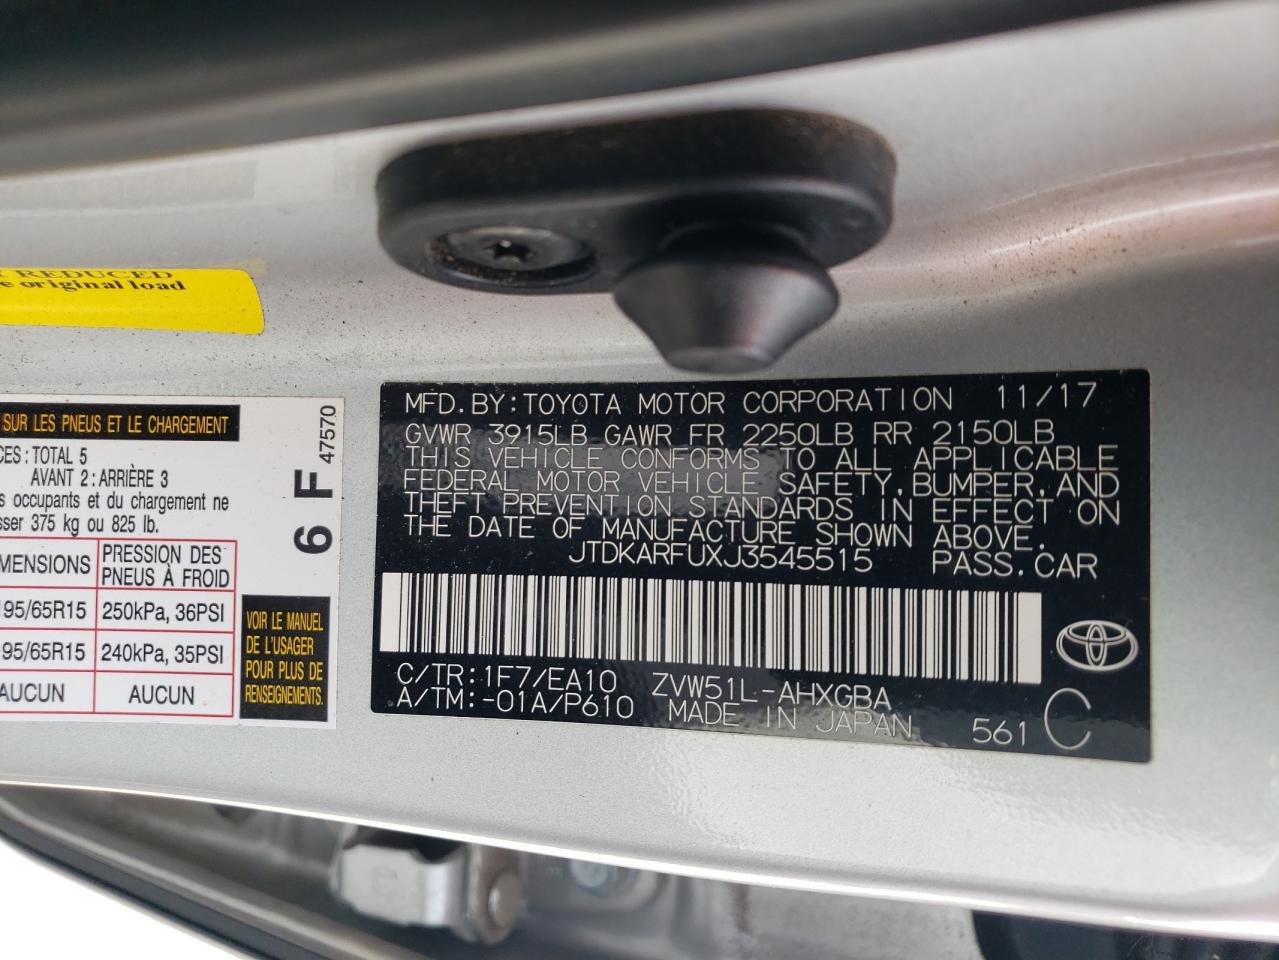 REDUCED
original load
SUR LES PNEUS ET LE CHARGEMENT
CES : TOTAL 5
AVANT 2 : ARRIÈRE 3
s occupants et du chargement ne
sser 375 kg ou 825 lb.
MENSIONS PRESSION DES PNEUS À FROID
195/65R15 250kPa, 36PSI
95/65R15 240kPa, 35PSI
AUCUN AUCUN
6 F 47570
VOIR LE MANUEL
DE L'USAGER
POUR PLUS DE
RENSEIGNEMENTS.
MFD.BY:TOYOTA MOTOR CORPORATION 11/17
GVWR 3915LB GAWR FR 2250LB RR 2150LB
THIS VEHICLE CONFORMS TO ALL APPLICABLE
FEDERAL MOTOR VEHICLE SAFETY,BUMPER,AND
THEFT PREVENTION STANDARDS IN EFFECT ON
THE DATE OF MANUFACTURE SHOWN ABOVE.
JTDKARFUXJ3545515 PASS.CAR
C/TR:1F7/EA10 ZVW51L-AHXGBA
A/TM:-01A/P610 MADE IN JAPAN 561 C